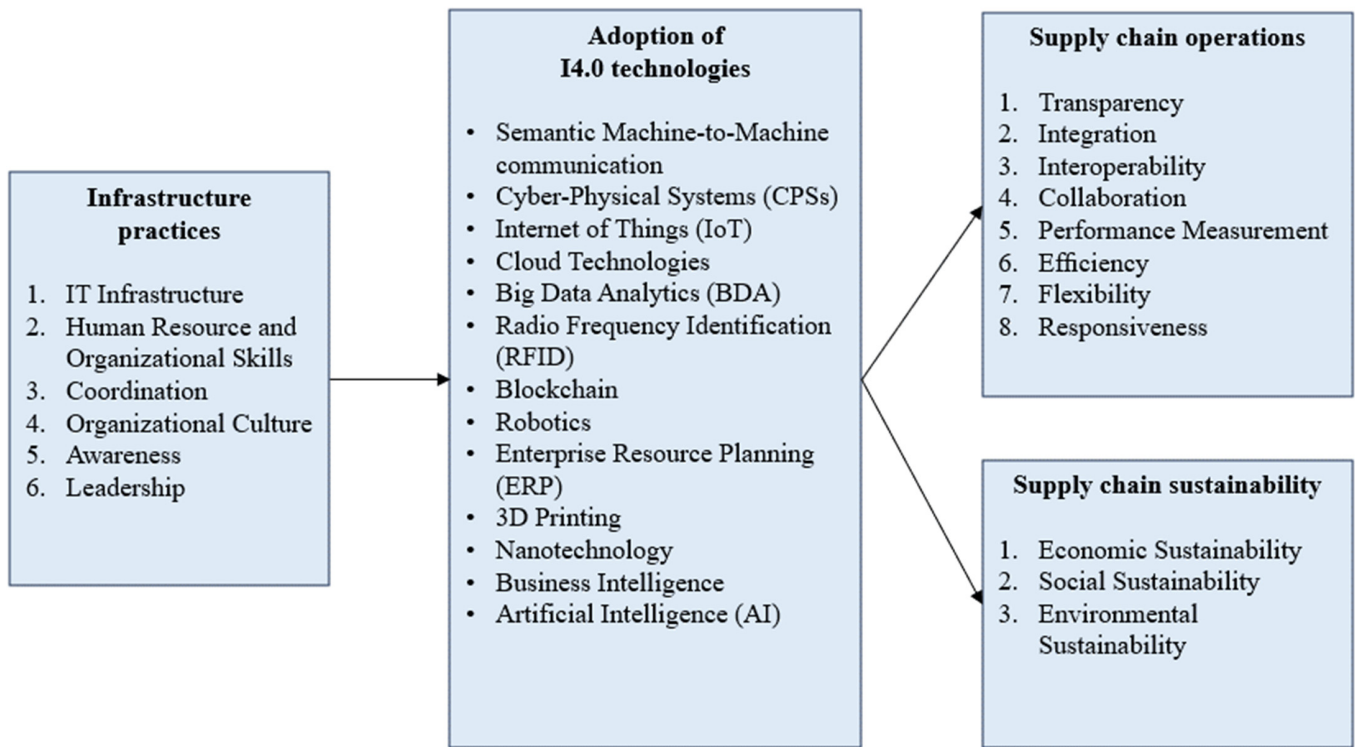 Infrastructure
practices
1. IT Infrastructure
2. Human Resource and
Organizational Skills
3. Coordination
4. Organizational Culture
5. Awareness
6. Leadership
Adoption of
I4.0 technologies
• Semantic Machine-to-Machine
communication
• Cyber-Physical Systems (CPSs)
• Internet of Things (IoT)
• Cloud Technologies
• Big Data Analytics (BDA)
• Radio Frequency Identification
(RFID)
• Blockchain
• Robotics
• Enterprise Resource Planning
(ERP)
• 3D Printing
• Nanotechnology
• Business Intelligence
• Artificial Intelligence (AI)
Supply chain operations
1. Transparency
2. Integration
3. Interoperability
4. Collaboration
5. Performance Measurement
6. Efficiency
7. Flexibility
8. Responsiveness
Supply chain sustainability
1. Economic Sustainability
2. Social Sustainability
3. Environmental
Sustainability